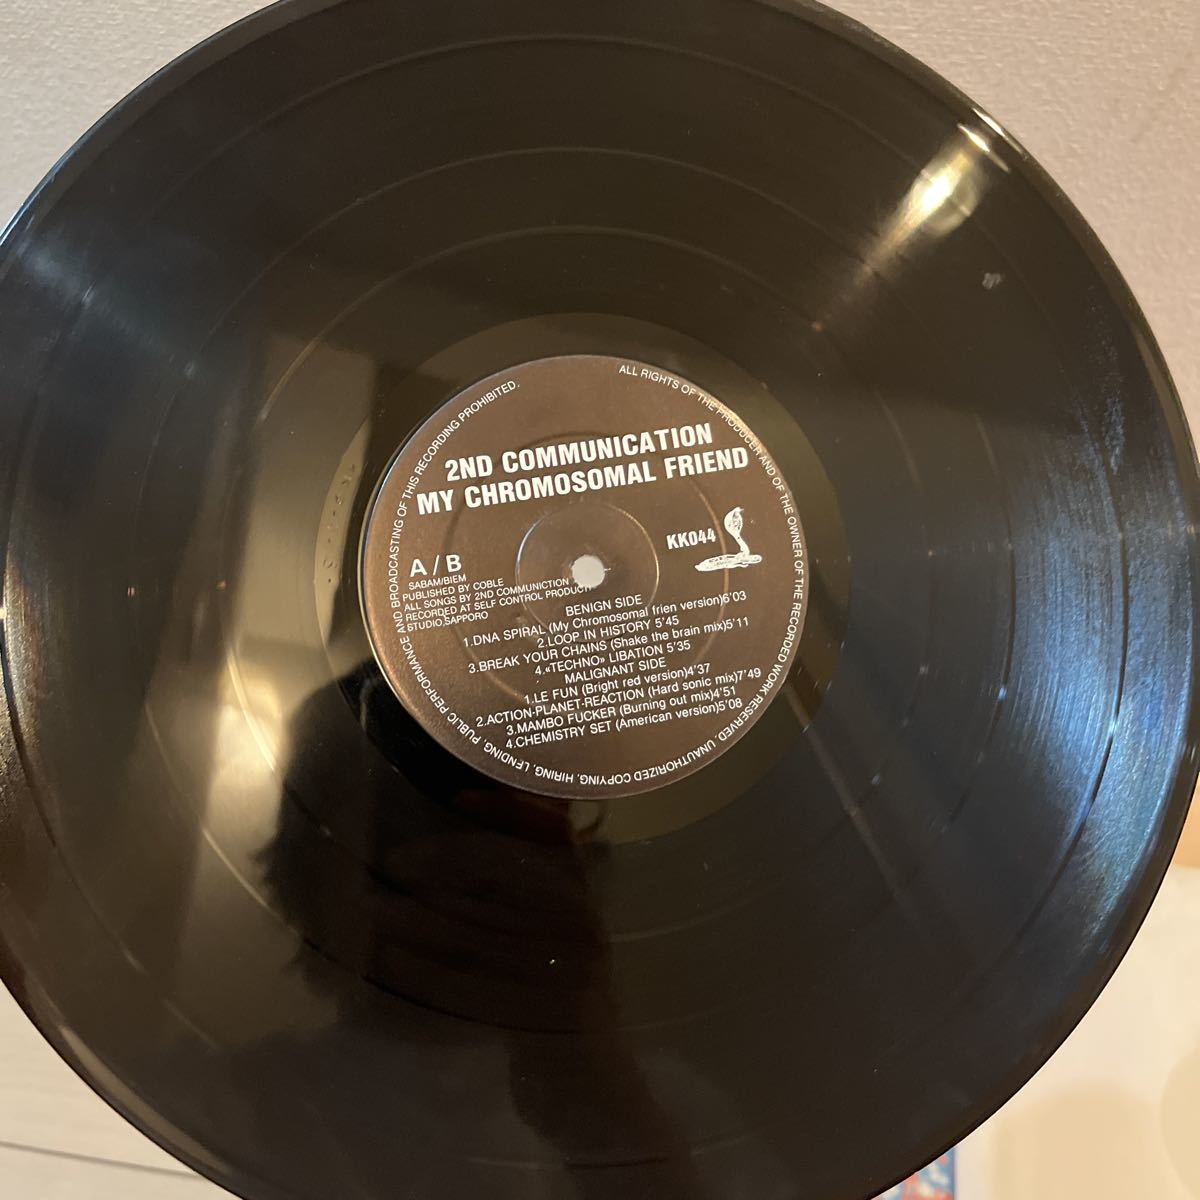 ALL RIGHTS OF THE PRODUCER AND OF THE OWNER OF THE RECORDED WORK RESERVED. UNAUTHORIZED COPYING, HIRING, LENDING, PUBLIC PERFORMANCE AND BROADCASTING OF THIS RECORDING PROHIBITED.
2ND COMMUNICATION
MY CHROMOSOMAL FRIEND
KK044
A / B
SABAM/BIEM
PUBLISHED BY COBLE
ALL SONGS BY 2ND COMMUNICTION
RECORDED AT SELF CONTROL PRODUCTI
STUDIO,SAPPORO
BENIGN SIDE
1.DNA SPIRAL (My Chromosomal frien version)6'03
2.LOOP IN HISTORY 5'45
3.BREAK YOUR CHAINS (Shake the brain mix)5'11
4.«TECHNO» LIBATION 5'35
MALIGNANT SIDE
1.LE FUN (Bright red version)4'37
2.ACTION-PLANET-REACTION (Hard sonic mix)7'49
3.MAMBO FUCKER (Burning out mix)4'51
4.CHEMISTRY SET (American version)5'08